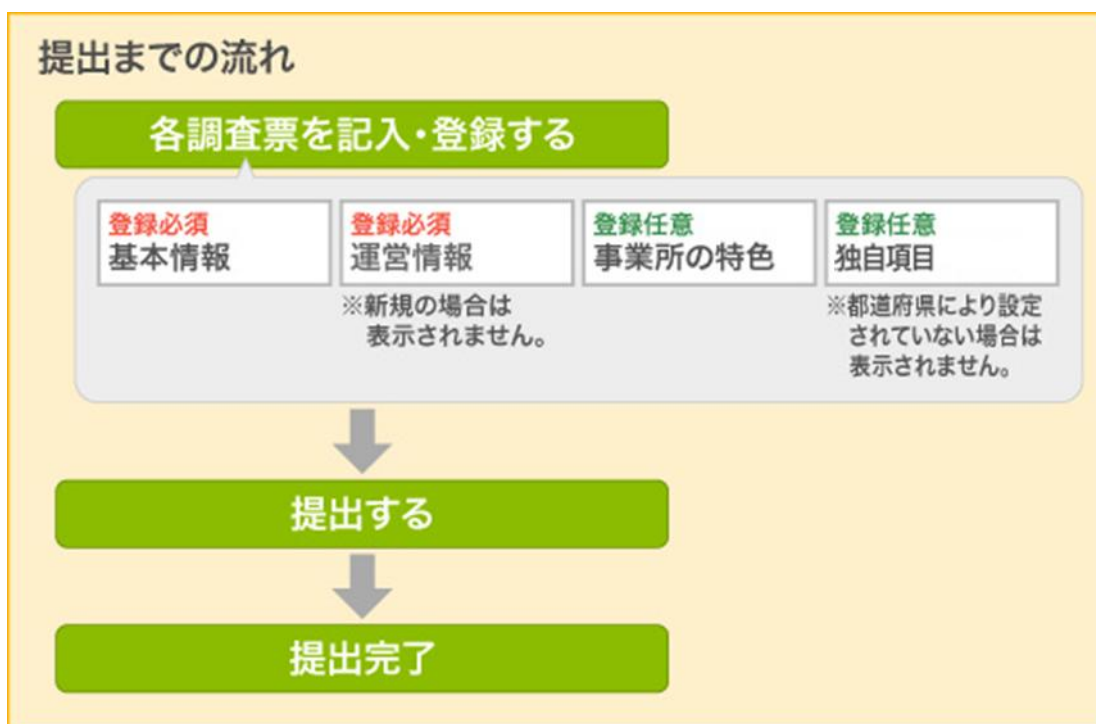 提出までの流れ
各調査票を記入・登録する
登録必須
基本情報
登録必須
運営情報
登録任意
事業所の特色
登録任意
独自項目
※新規の場合は
表示されません。
※都道府県により設定
されていない場合は
表示されません。
提出する
提出完了